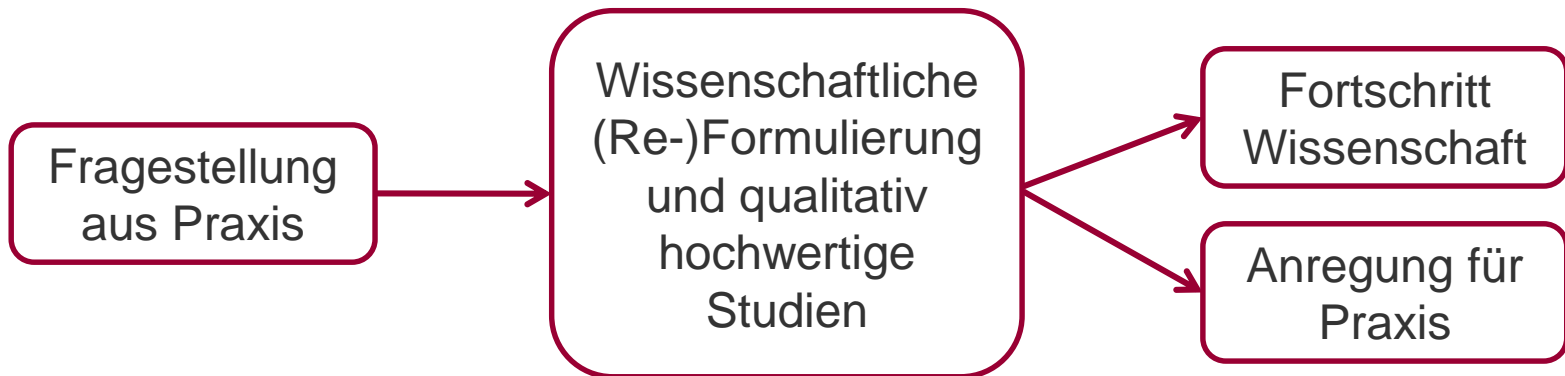 Fragestellung
aus Praxis
Wissenschaftliche
(Re-)Formulierung
und qualitativ
hochwertige
Studien
Fortschritt
Wissenschaft
Anregung für
Praxis